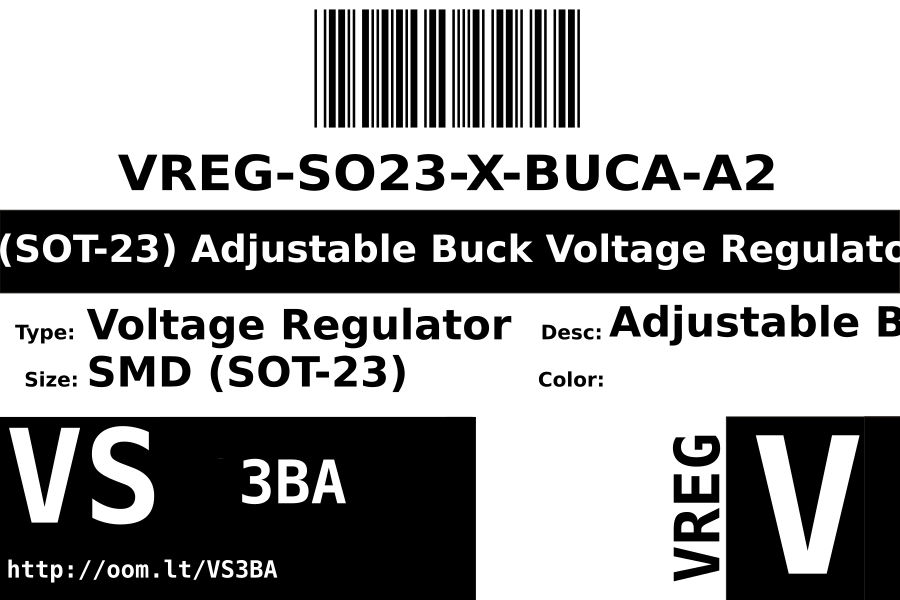 VREG-SO23-X-BUCA-A2
(SOT-23) Adjustable Buck Voltage Regulato
Type: Voltage Regulator Desc: Adjustable B
Size: SMD (SOT-23) Color:
VS 3BA VREG V
http://oom.lt/VS3BA